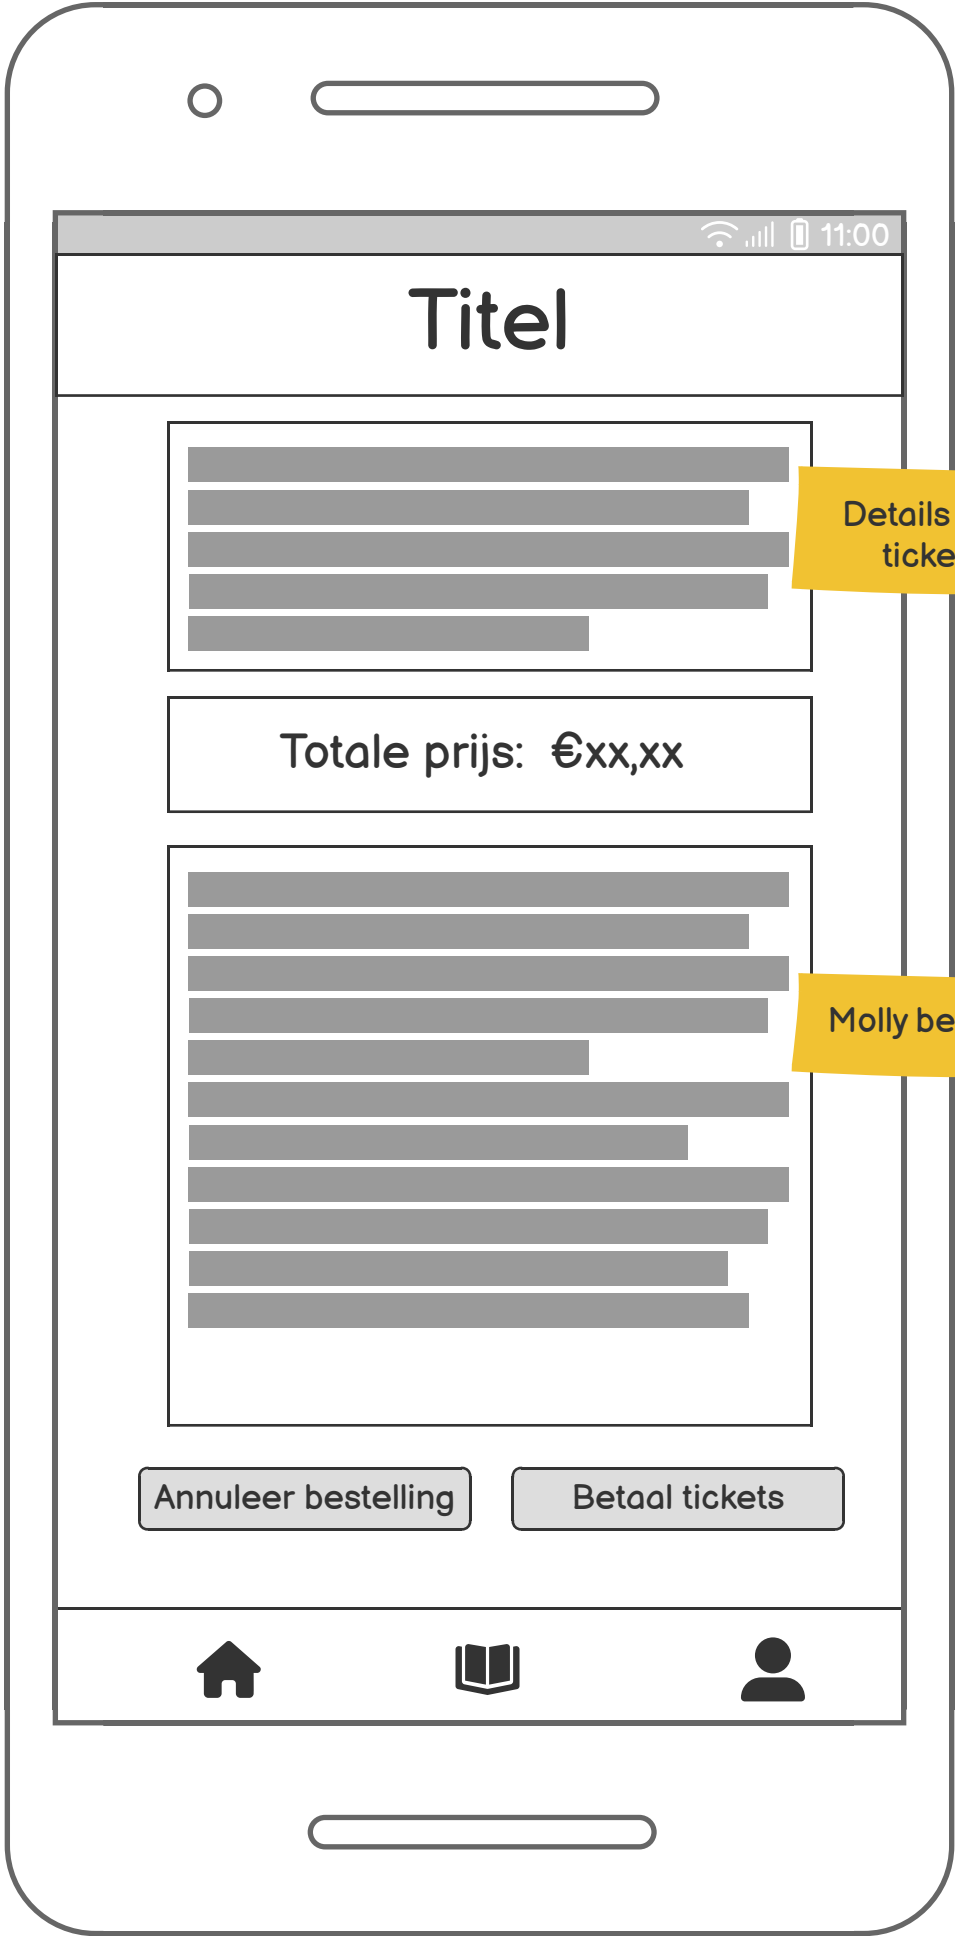 11:00
Titel
Details
ticke
Totale prijs: €xx,xx
Molly be
Annuleer bestelling
Betaal tickets